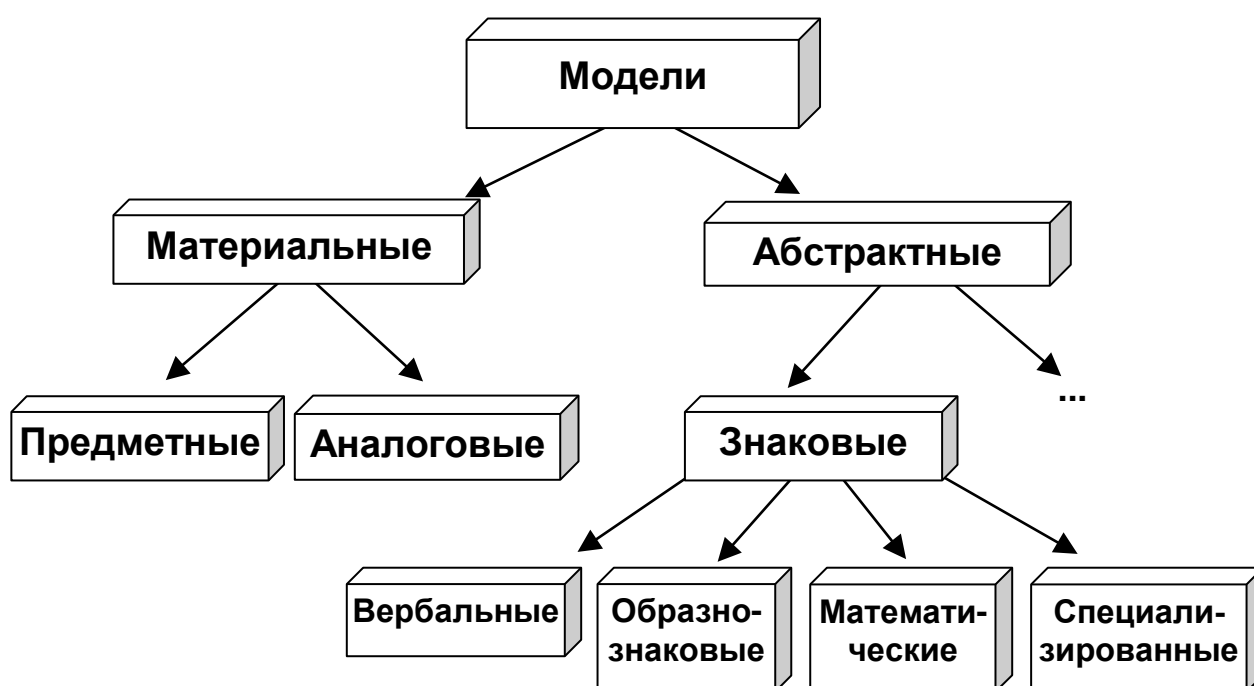 Модели
Материальные
Абстрактные
Предметные
Аналоговые
Знаковые
...
Вербальные
Образно-
знаковые
Математи-
ческие
Специали-
зированные